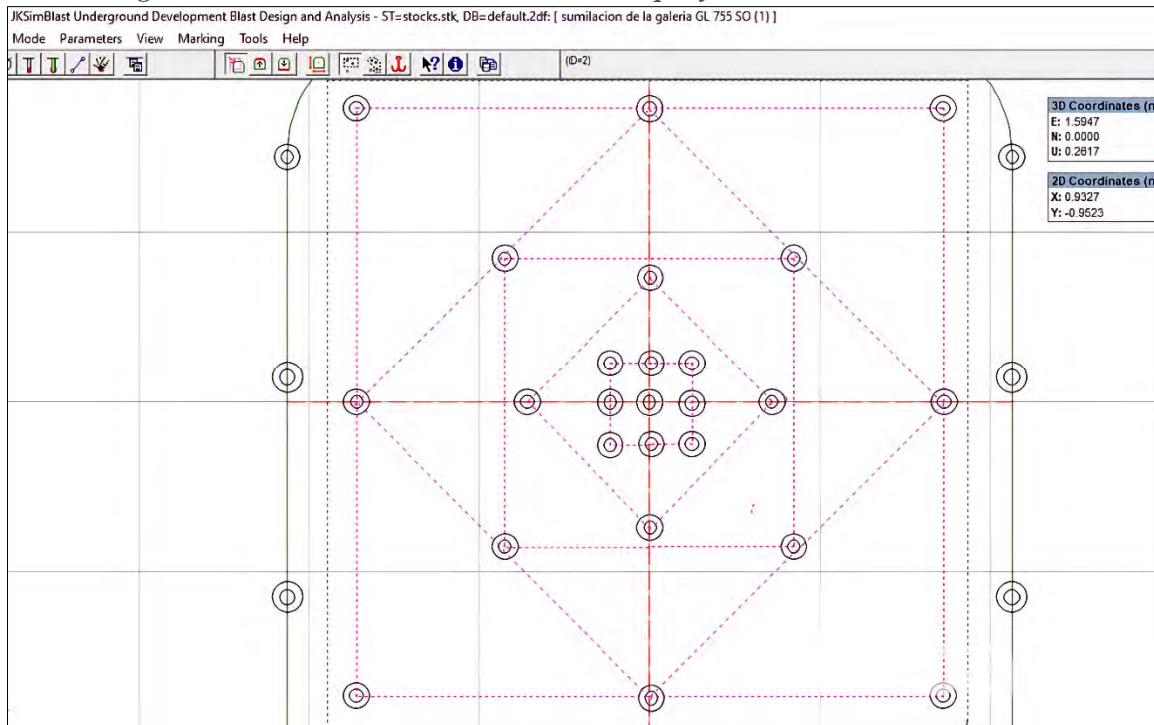 JKSimBlast Underground Development Blast Design and Analysis - ST=stocks.stk, DB=default.2df: [ sumilacion de la galeria GL 755 SO (1) ]
Mode Parameters View Marking Tools Help
(ID=2)
3D Coordinates (
E: 1.5947
N: 0.0000
U: 0.2617
2D Coordinates (
X: 0.9327
Y: -0.9523